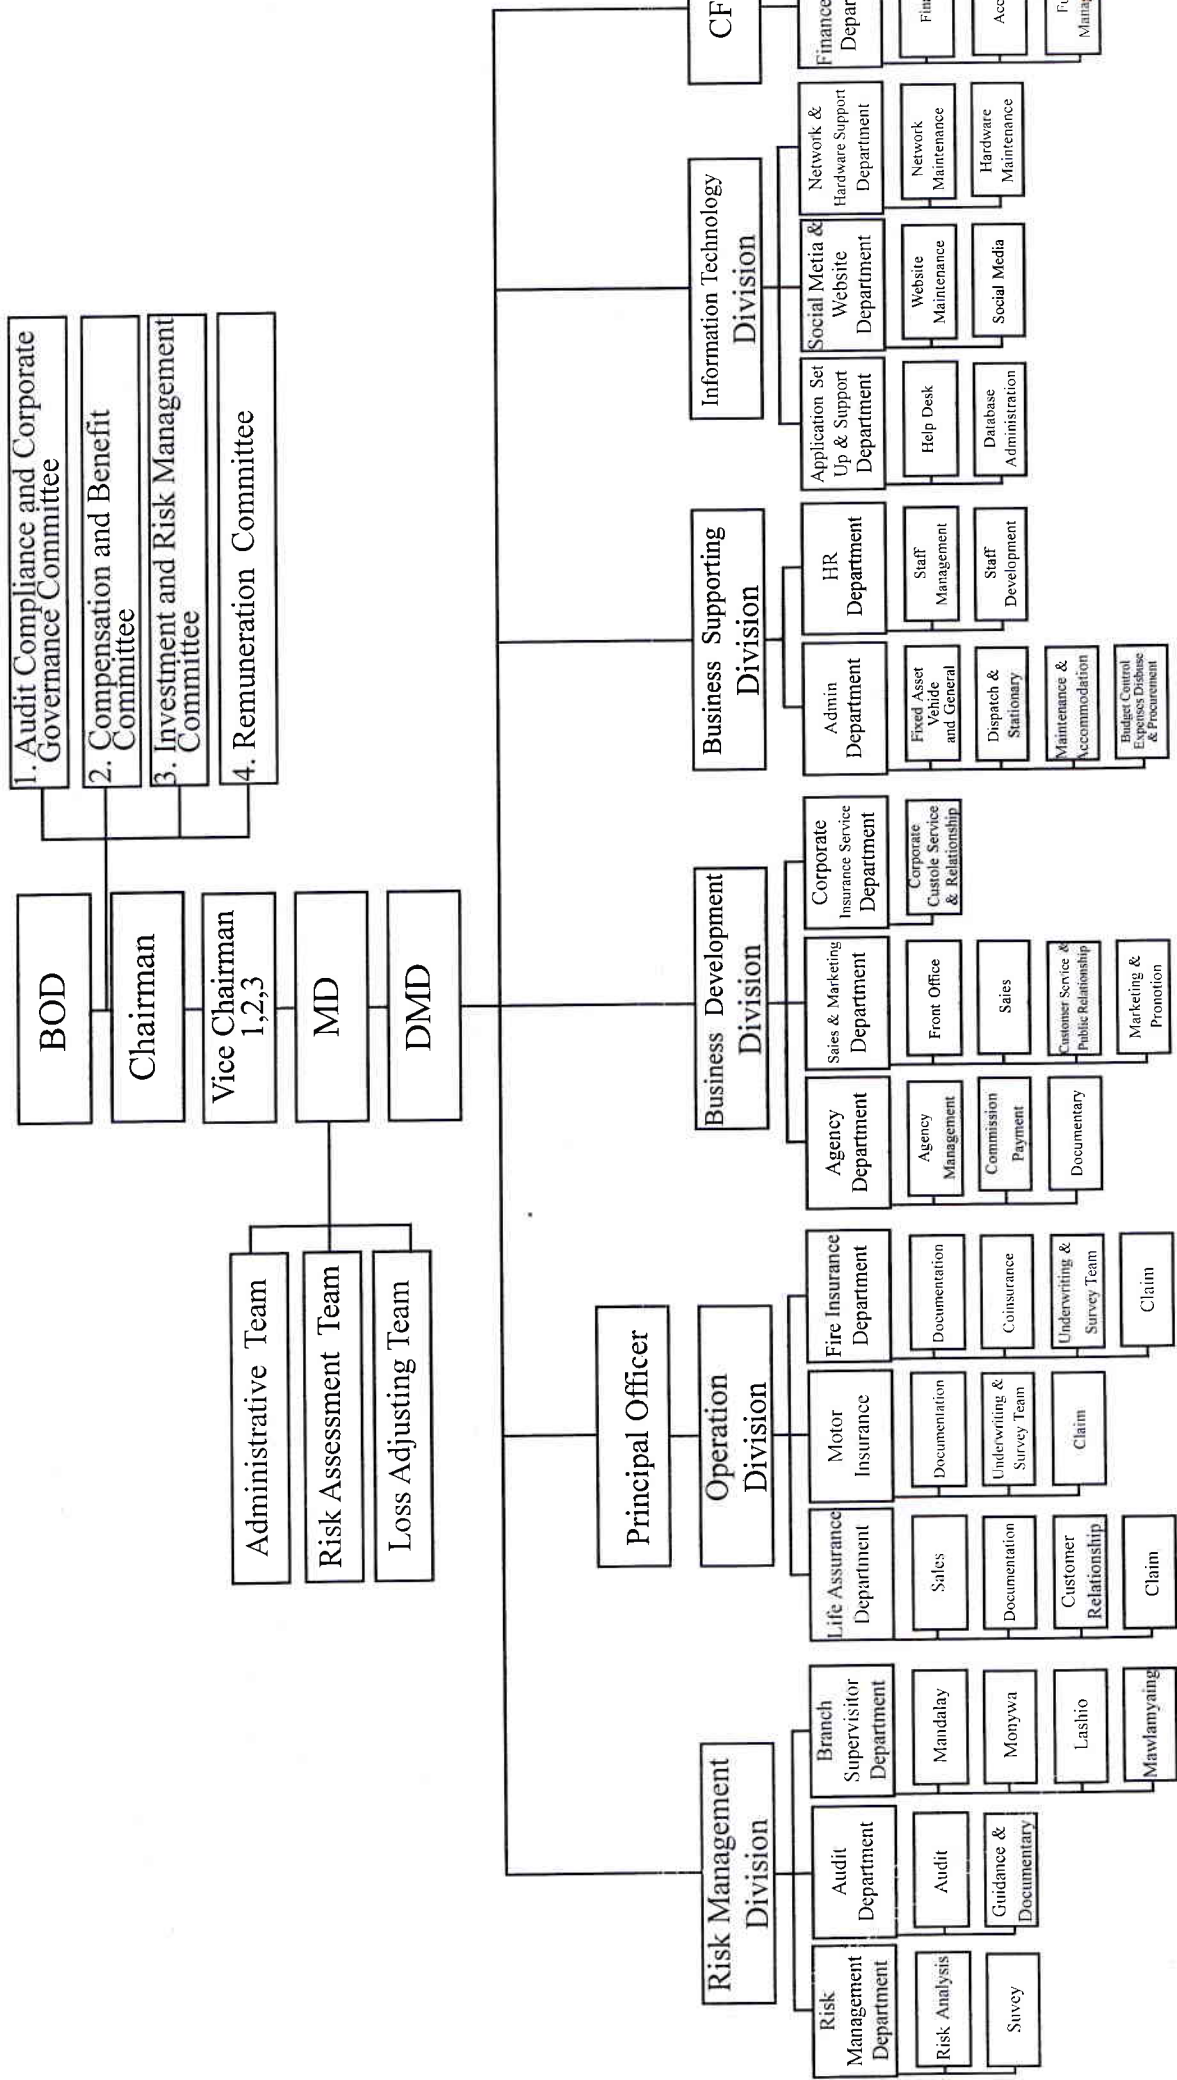 BOD
Chairman
Vice Chairman
1,2,3
MD
DMD
1. Audit Compliance and Corporate
Governance Committee
2. Compensation and Benefit
Committee
3. Investment and Risk Management
Committee
4. Remuneration Committee
Administrative Team
Risk Assessment Team
Loss Adjusting Team
Risk Management
Division
Risk
Management
Department
Risk Analysis
Suvey
Audit
Department
Audit
Guidance &
Documentary
Branch
Supervisitor
Department
Mandalay
Monywa
Lashio
Mawlamyaing
Principal Officer
Operation
Division
Life Assurance
Department
Sales
Documentation
Customer
Relationship
Claim
Motor
Insurance
Documentation
Underwriting &
Survey Team
Claim
Fire Insurance
Department
Documentation
Coinsurance
Underwriting &
Survey Team
Claim
Business Development
Division
Agency
Department
Agency
Management
Commission
Payment
Documentary
Sales & Marketing
Department
Front Office
Sales
Customer Service &
Public Relationship
Marketing &
Pronotion
Corporate
Insurance Service
Department
Corporate
Custole Service
& Relationship
Business Supporting
Division
Admin
Department
Fixed Asset
Vehide
and General
Dispatch &
Stationary
Maintenance &
Accommodation
Budget Control
Expenses Disbuse
& Procurement
HR
Department
Staff
Management
Staff
Development
Information Technology
Division
Application Set
Up & Support
Department
Help Desk
Database
Administration
Social Metia &
Website
Department
Website
Maintenance
Social Media
Network &
Hardware Support
Department
Network
Maintenance
Hardware
Maintenance
CF
Finance
Depar
Fina
Acc
Fu
Mana